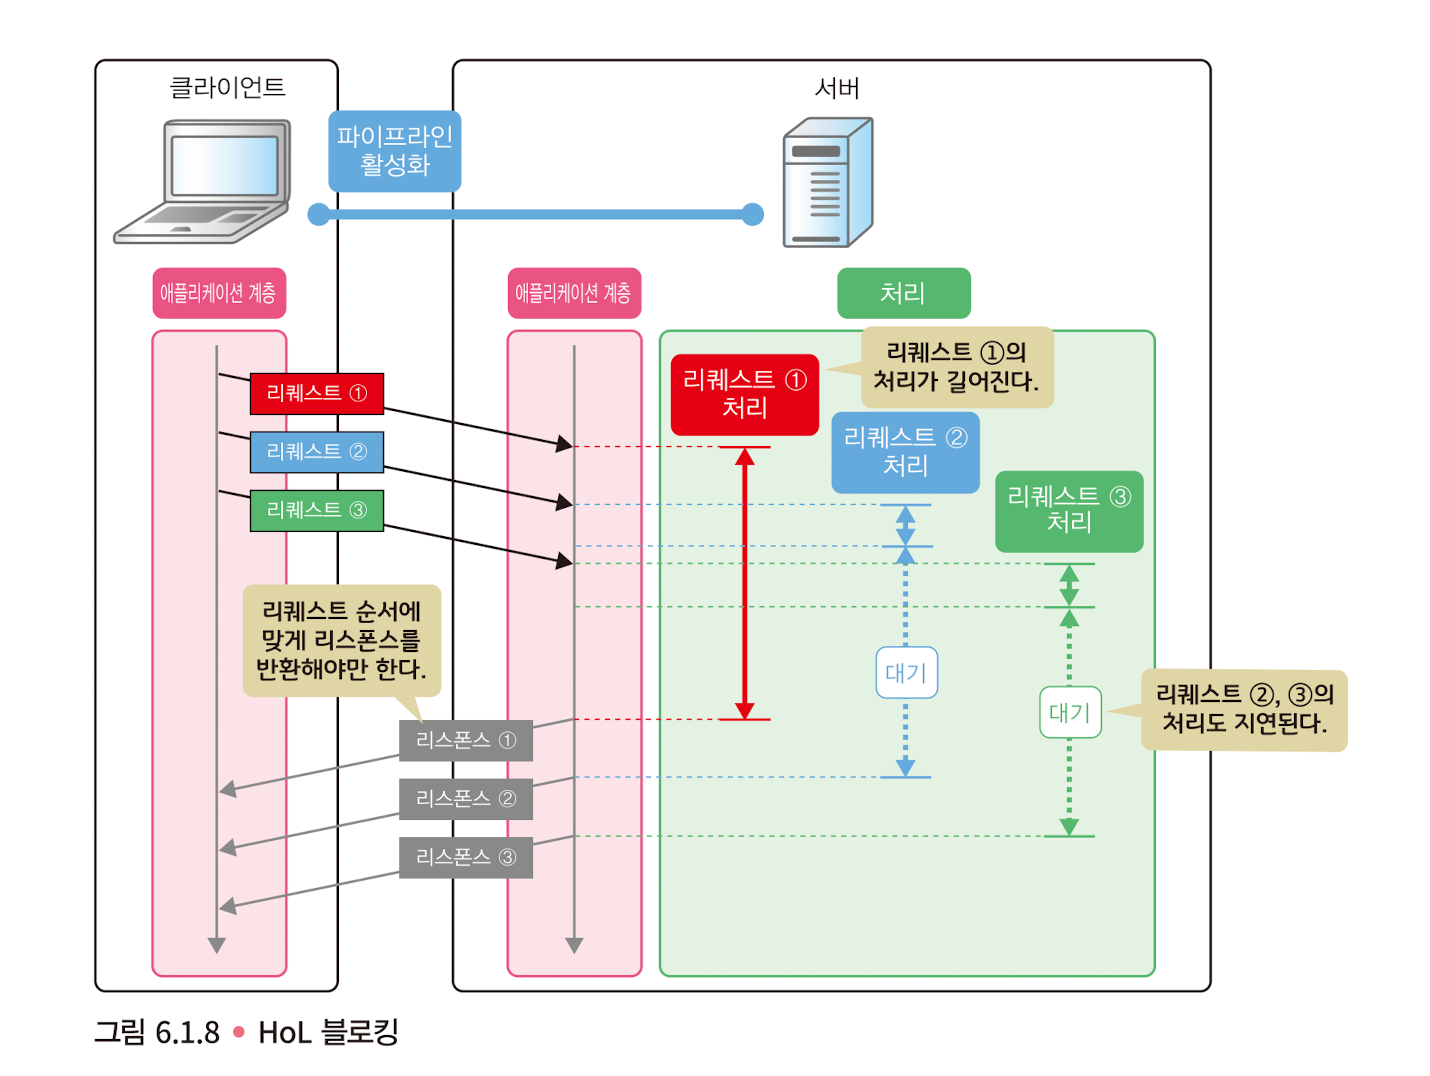 클라이언트
서버
파이프라인
활성화
애플리케이션 계층
애플리케이션 계층
처리
리퀘스트 ①의
처리가 길어진다.
리퀘스트 ①
처리
리퀘스트 ①
리퀘스트 ②
처리
리퀘스트 ②
리퀘스트 ③
처리
리퀘스트 ③
리퀘스트 순서에
맞게 리스폰스를
반환해야만 한다.
대기
대기
리퀘스트 ②, ③의
처리도 지연된다.
리스폰스 ①
리스폰스 ②
리스폰스 ③
그림 6.1.8 ● HoL 블로킹